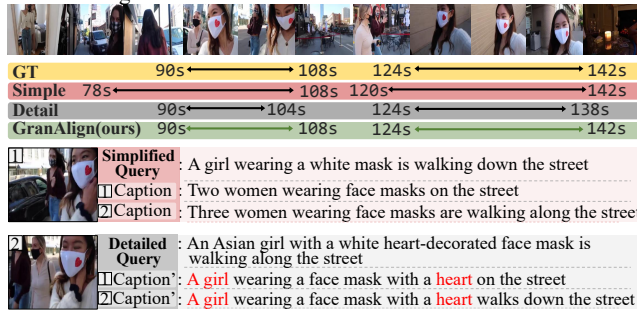 GT 90s 108s 124s 142s
Simple 78s 108s 120s 142s
Detail 90s 104s 124s 138s
GranAlign(ours) 90s 108s 124s 142s
1 Simplified Query : A girl wearing a white mask is walking down the street
1 Caption : Two women wearing face masks on the street
2 Caption : Three women wearing face masks are walking along the street
2 Detailed Query : An Asian girl with a white heart-decorated face mask is
walking along the street
1 Caption' : A girl wearing a face mask with a heart on the street
2 Caption' : A girl wearing a face mask with a heart walks down the street